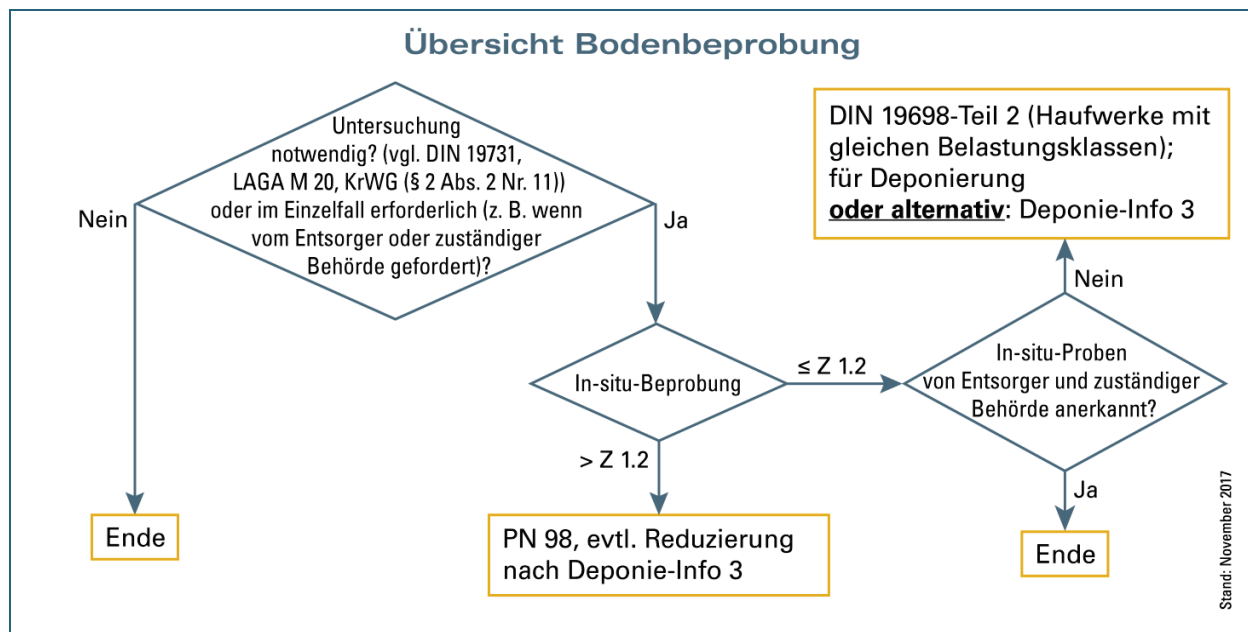 Übersicht Bodenbeprobung
Untersuchung
notwendig? (vgl. DIN 19731,
LAGA M 20, KrWG (§ 2 Abs. 2 Nr. 11))
oder im Einzelfall erforderlich (z. B. wenn
vom Entsorger oder zuständiger
Behörde gefordert)?
Nein
Ja
Ende
In-situ-Beprobung
≤ Z 1.2
> Z 1.2
PN 98, evtl. Reduzierung
nach Deponie-Info 3
DIN 19698-Teil 2 (Haufwerke mit
gleichen Belastungsklassen);
für Deponierung
oder alternativ: Deponie-Info 3
Nein
In-situ-Proben
von Entsorger und zuständiger
Behörde anerkannt?
Ja
Ende
Stand: November 2017